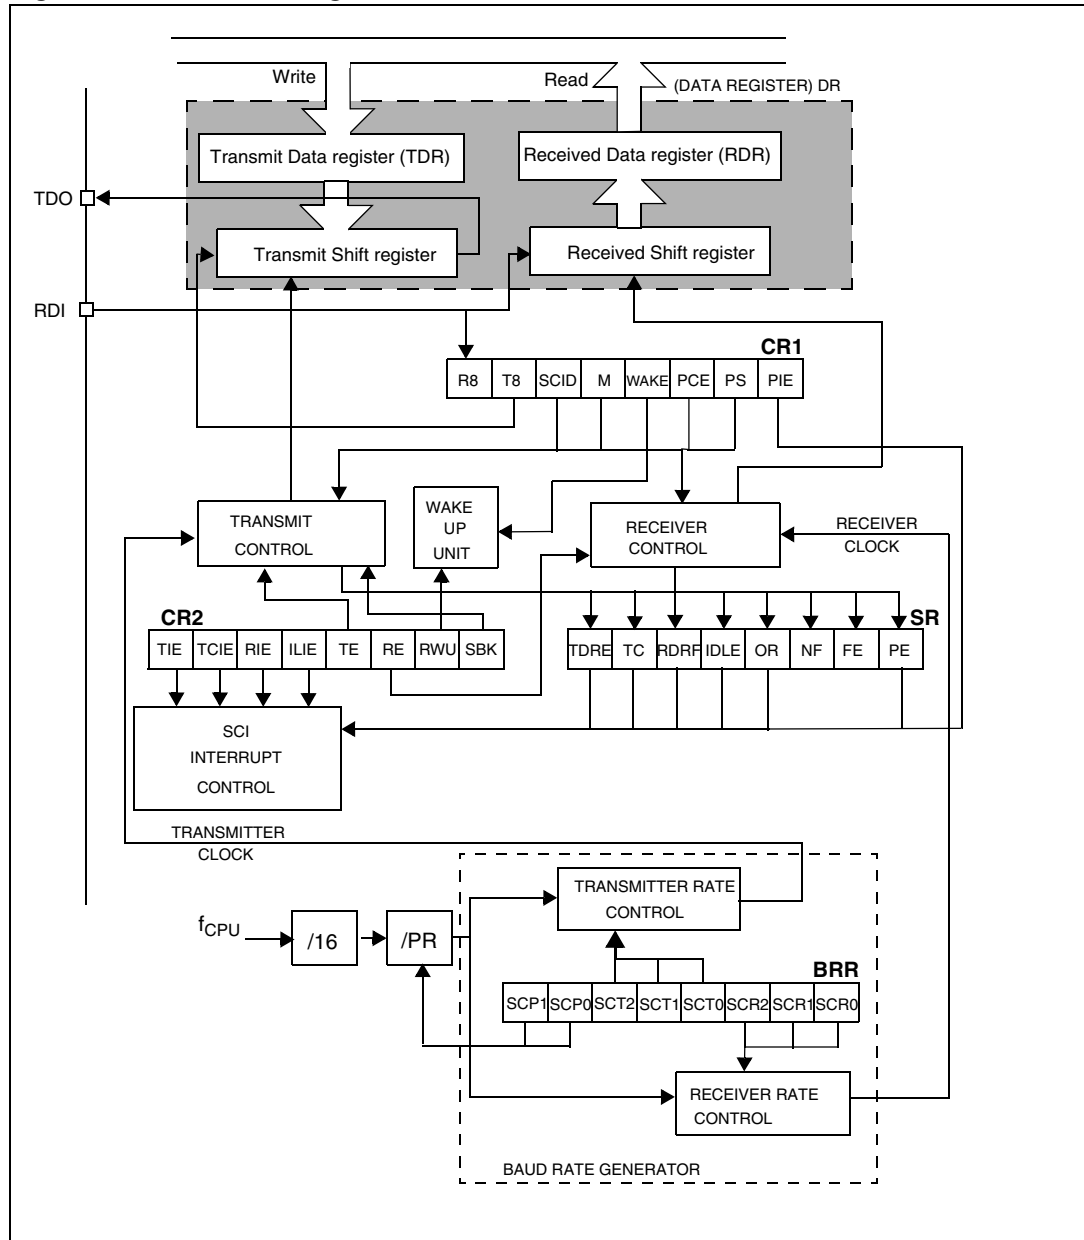 Write
Read
(DATA REGISTER) DR
Transmit Data register (TDR)
Received Data register (RDR)
TDO
Transmit Shift register
Received Shift register
RDI
CR1
R8 T8 SCID M WAKE PCE PS PIE
TRANSMIT
CONTROL
WAKE
UP
UNIT
RECEIVER
CONTROL
RECEIVER
CLOCK
CR2
SR
TIE TCIE RIE ILIE TE RE RWU SBK
TDRE TC RDRF IDLE OR NF FE PE
SCI
INTERRUPT
CONTROL
TRANSMITTER
CLOCK
TRANSMITTER RATE
CONTROL
fCPU
/16
/PR
BRR
SCP1 SCP0 SCT2 SCT1 SCT0 SCR2 SCR1 SCR0
RECEIVER RATE
CONTROL
BAUD RATE GENERATOR